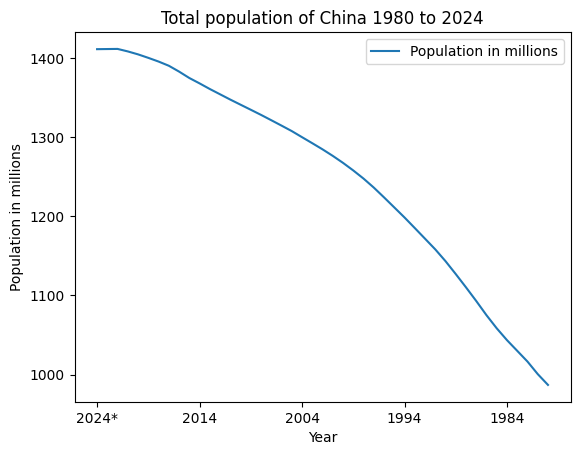 Total population of China 1980 to 2024
Population in millions
1400
1300
1200
1100
1000
Population in millions
2024*
2014
2004
1994
1984
Year